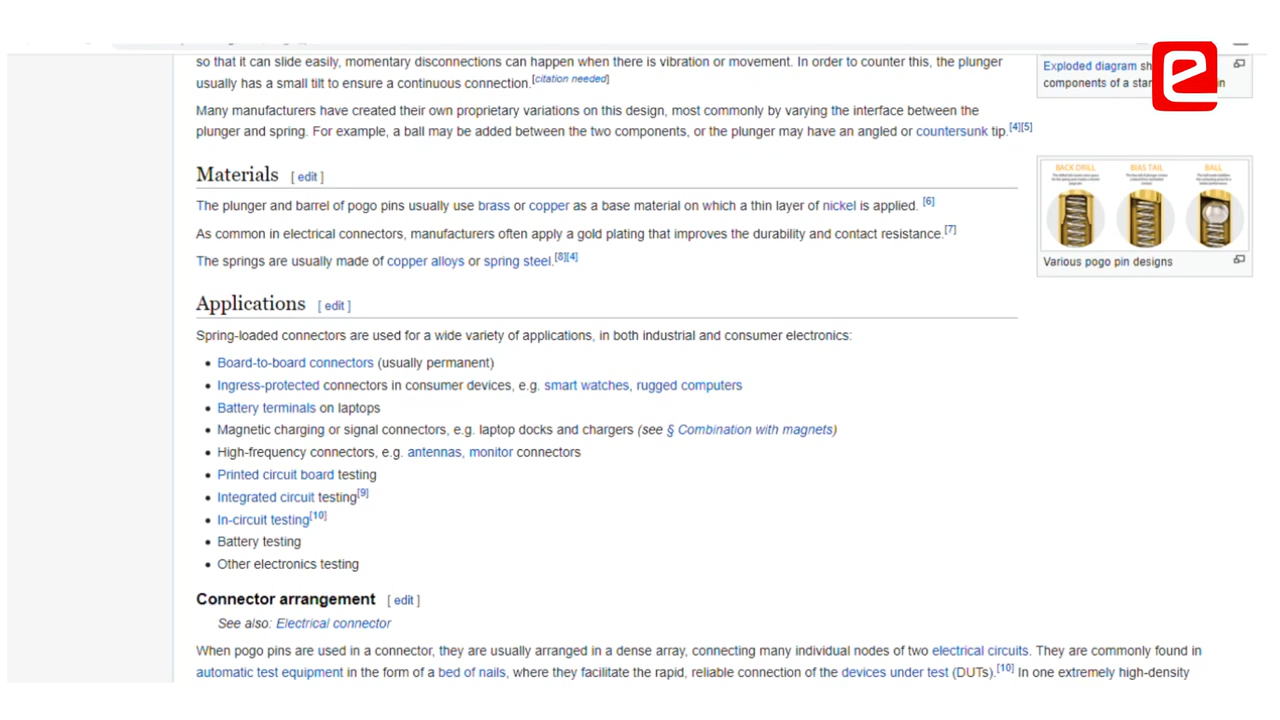 so that it can slide easily, momentary disconnections can happen when there is vibration or movement. In order to counter this, the plunger
usually has a small tilt to ensure a continuous connection.[citation needed]
Many manufacturers have created their own proprietary variations on this design, most commonly by varying the interface between the
plunger and spring. For example, a ball may be added between the two components, or the plunger may have an angled or countersunk tip.[4][5]
Exploded diagram
components of a
e
Materials [ edit ]
The plunger and barrel of pogo pins usually use brass or copper as a base material on which a thin layer of nickel is applied. [6]
As common in electrical connectors, manufacturers often apply a gold plating that improves the durability and contact resistance.[7]
The springs are usually made of copper alloys or spring steel.[8][4]
BACK DRILL BIAS TAIL BALL
Various pogo pin designs
Applications [ edit ]
Spring-loaded connectors are used for a wide variety of applications, in both industrial and consumer electronics:
• Board-to-board connectors (usually permanent)
• Ingress-protected connectors in consumer devices, e.g. smart watches, rugged computers
• Battery terminals on laptops
• Magnetic charging or signal connectors, e.g. laptop docks and chargers (see § Combination with magnets)
• High-frequency connectors, e.g. antennas, monitor connectors
• Printed circuit board testing
• Integrated circuit testing[9]
• In-circuit testing[10]
• Battery testing
• Other electronics testing
Connector arrangement [ edit ]
See also: Electrical connector
When pogo pins are used in a connector, they are usually arranged in a dense array, connecting many individual nodes of two electrical circuits. They are commonly found in
automatic test equipment in the form of a bed of nails, where they facilitate the rapid, reliable connection of the devices under test (DUTs).[10] In one extremely high-density